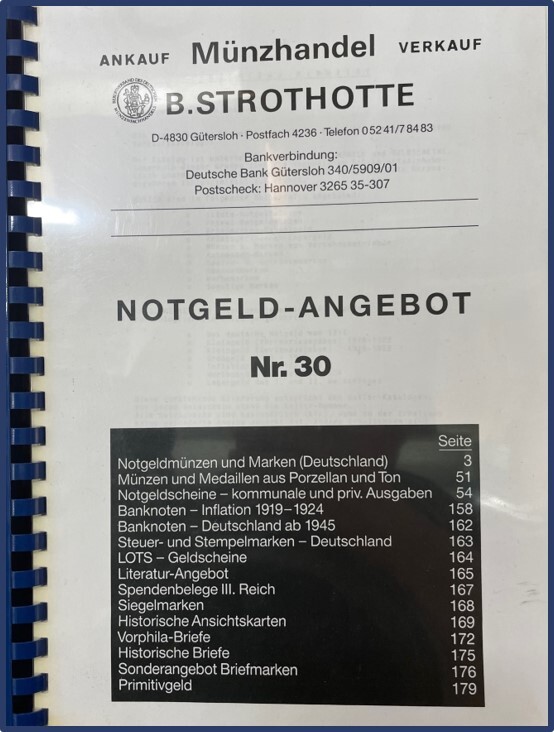 ANKAUF Münzhandel VERKAUF
B.STROTHOTTE
D-4830 Gütersloh · Postfach 4236 · Telefon 05241/78483
Bankverbindung:
Deutsche Bank Gütersloh 340/5909/01
Postscheck: Hannover 3265 35-307
NOTGELD-ANGEBOT
Nr. 30
Seite
Notgeldmünzen und Marken (Deutschland) 3
Münzen und Medaillen aus Porzellan und Ton 51
Notgeldscheine – kommunale und priv. Ausgaben 54
Banknoten – Inflation 1919–1924 158
Banknoten – Deutschland ab 1945 162
Steuer- und Stempelmarken – Deutschland 163
LOTS – Geldscheine 164
Literatur-Angebot 165
Spendenbelege III. Reich 167
Siegelmarken 168
Historische Ansichtskarten 169
Vorphila-Briefe 172
Historische Briefe 175
Sonderangebot Briefmarken 176
Primitivgeld 179